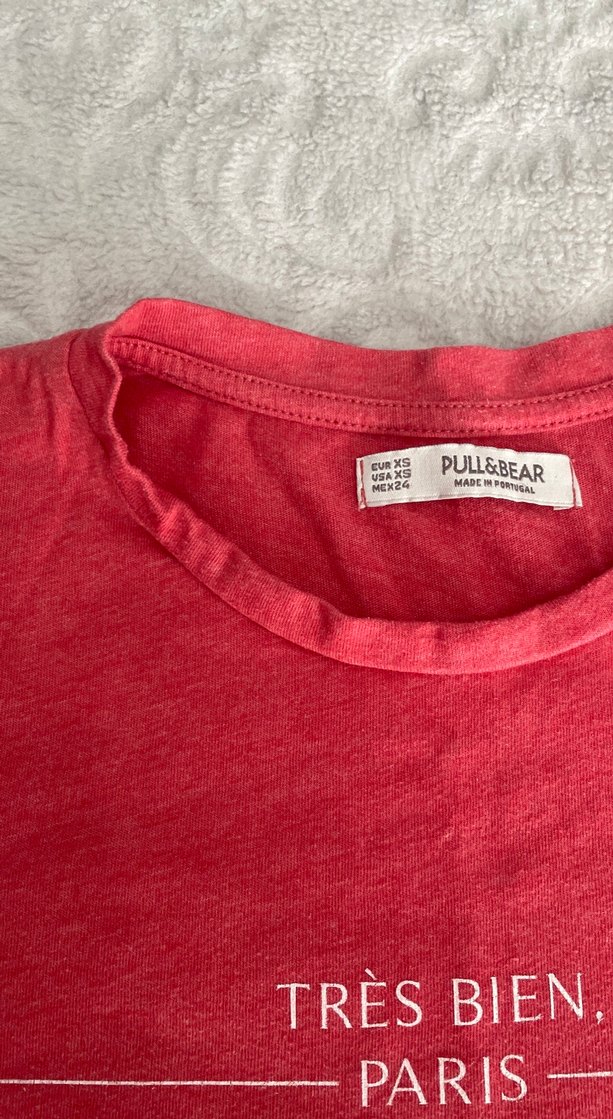 EUR XS
USA XS
MEX 24
PULL&BEAR
MADE IN PORTUGAL
TRÈS BIEN,
PARIS